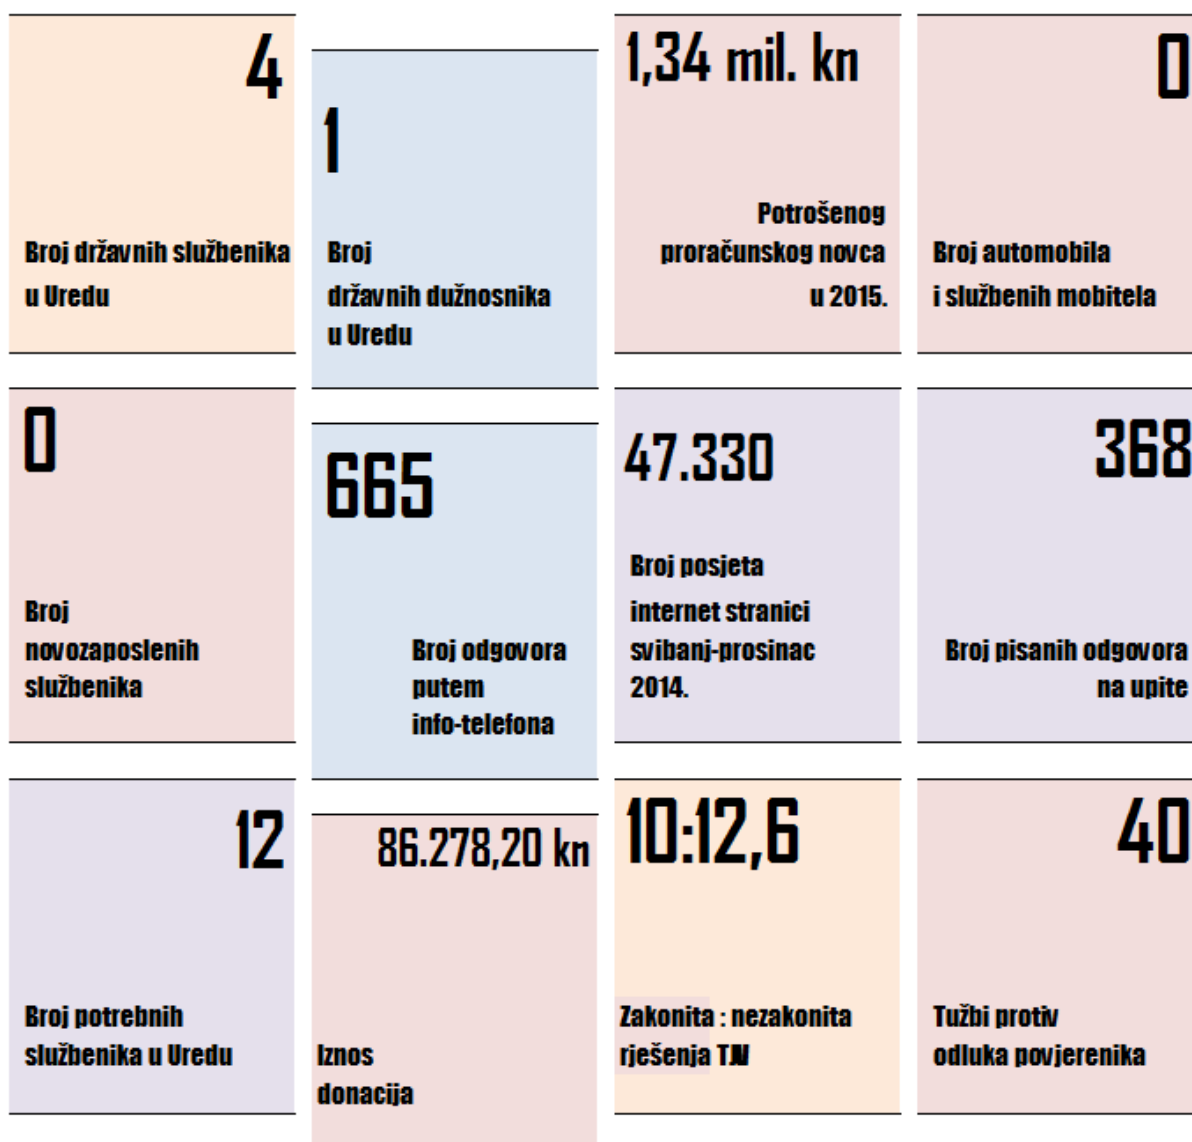 4
Broj državnih službenika
u Uredu
1
Broj
državnih dužnosnika
u Uredu
1,34 mil. kn
Potrošenog
proračunskog novca
u 2015.
0
Broj automobila
i službenih mobitela
0
Broj
novozaposlenih
službenika
665
Broj odgovora
putem
info-telefona
47.330
Broj posjeta
internet stranici
svibanj-prosinac
2014.
368
Broj pisanih odgovora
na upite
12
Broj potrebnih
službenika u Uredu
86.278,20 kn
Iznos
donacija
10:12,6
Zakonita : nezakonita
rješenja TJV
40
Tužbi protiv
odluka povjerenika